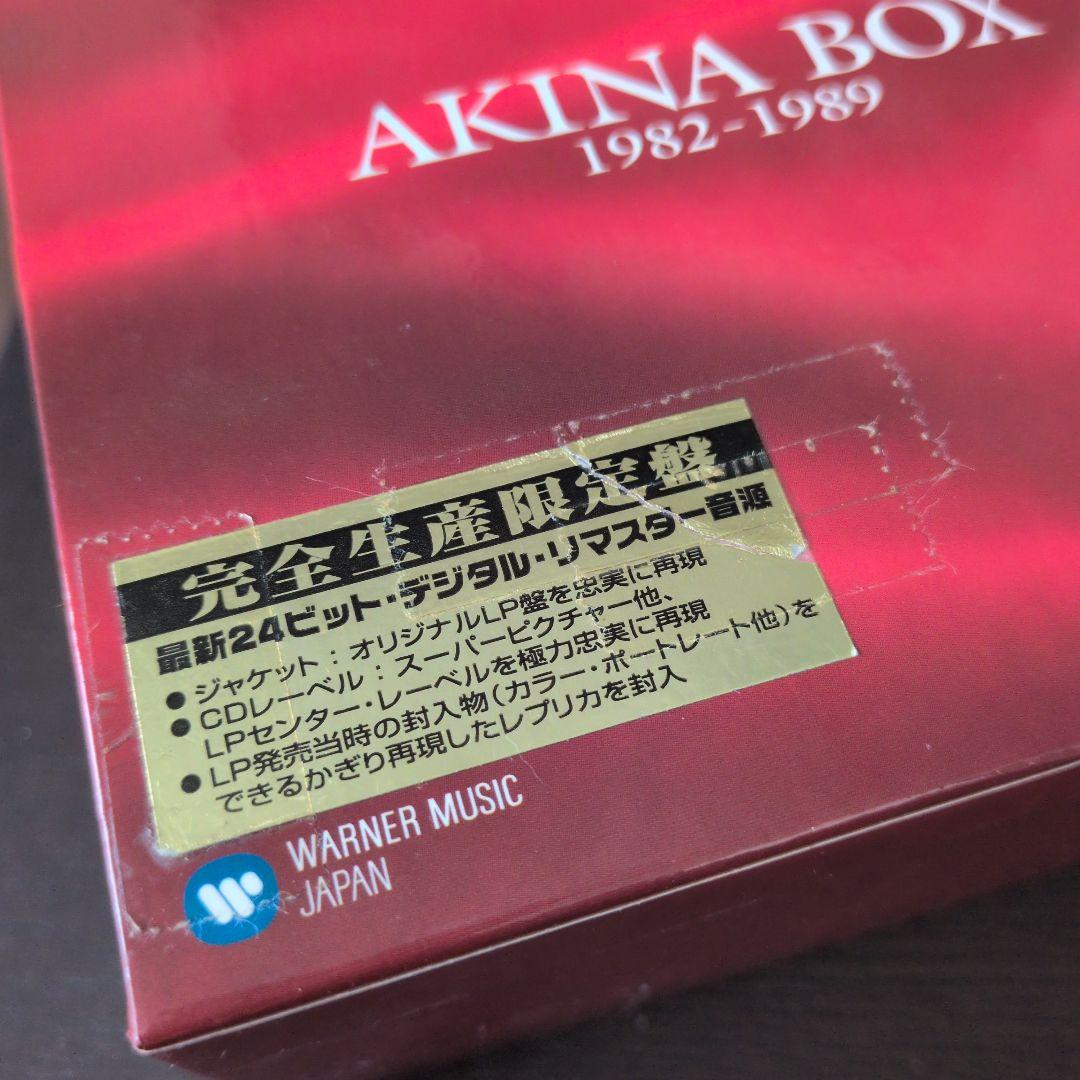 AKINA BOX
1982-1989
完全生産限定盤
最新24ビット・デジタル・リマスター音源
●ジャケット：オリジナルLP盤を忠実に再現
●CDレーベル：スーパーピクチャー他、
LPセンター・レーベルを極力忠実に再現
●LP発売当時の封入物(カラー・ポートレート他)を
できるかぎり再現したレプリカを封入
WARNER MUSIC
JAPAN